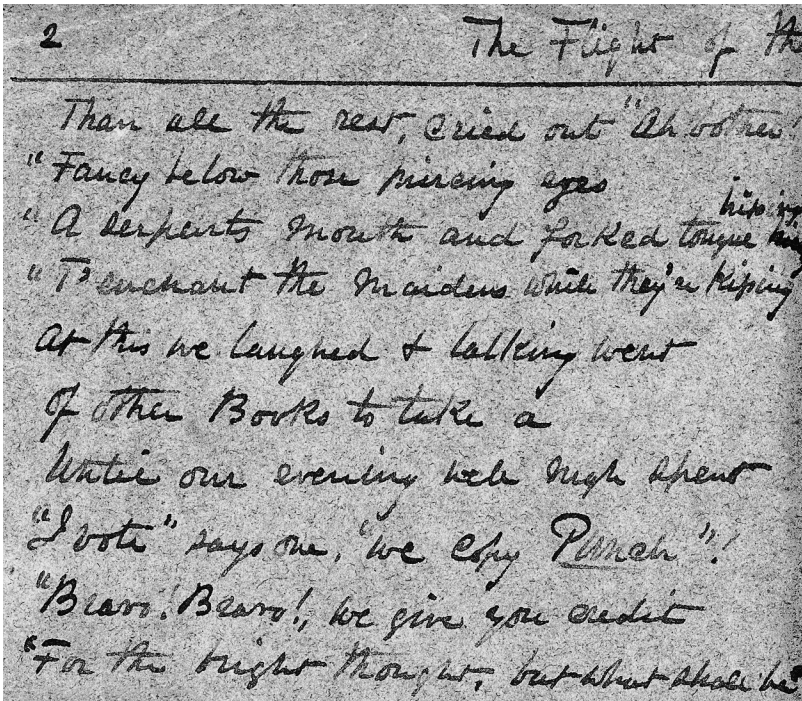 2 The Flight of th
Than all the rest, cried out "Ah bother!
"Fancy below those piercing eyes
hissing
"A serpents mouth and forked tongue
"T' enchant the Maidens while they're Kissing
At this we laughed & talking went
Of other Books to take a
Until our evening well nigh spent
"I vote" says one, "we copy Punch"!
"Bravo! Bravo!, we give you credit
"For the bright thought, but what shall be"